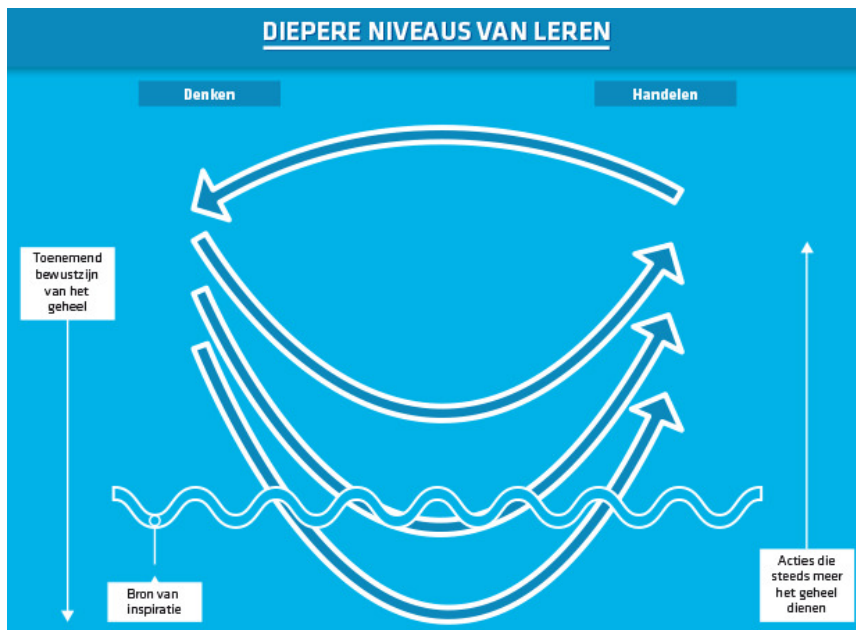 DIEPERE NIVEAUS VAN LEREN
Denken
Handelen
Toenemend
bewustzijn
van het
geheel
Bron van
inspiratie
Acties die
steeds meer
het geheel
dienen